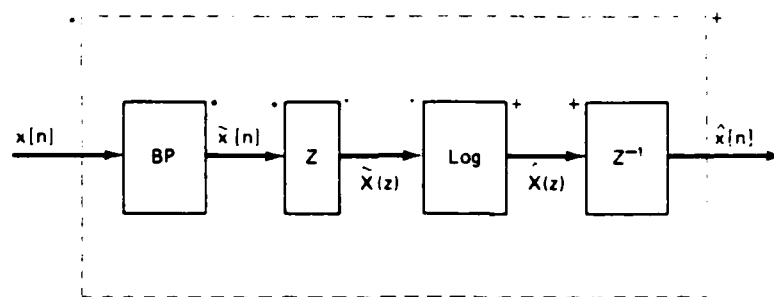 * +
x[n] BP * x̃[n] * Z * X̃(z) * Log + X̂(z) + Z⁻¹ x̂[n]